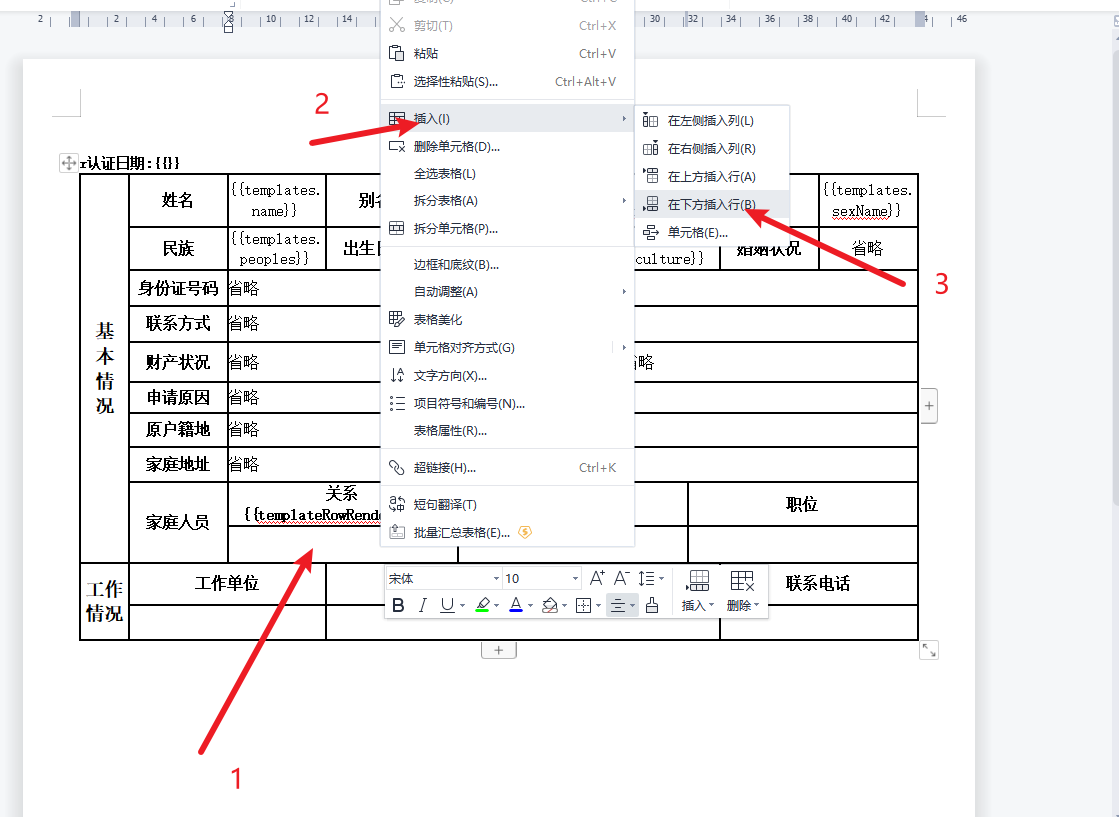 2 2 4 6 8 10 12 14 30 32 34 36 38 40 42 44 46
剪切(T) Ctrl+X
粘贴 Ctrl+V
选择性粘贴(S)... Ctrl+Alt+V
2
插入(I)
删除单元格(D)...
全选表格(L)
拆分表格(A)
拆分单元格(P)...
边框和底纹(B)...
自动调整(A)
表格美化
单元格对齐方式(G)
文字方向(X)...
项目符号和编号(N)...
表格属性(R)...
超链接(H)... Ctrl+K
短句翻译(T)
批量汇总表格(E)...
在左侧插入列(L)
在右侧插入列(R)
在上方插入行(A)
在下方插入行(B)
单元格(E)...
3
r认证日期:{{}}
姓名 {{templates. 别名 {{templates.
name}} sexName}}
民族 {{templates. 出生日 婚姻状况 省略
peoples}} culture}}
基本情况
身份证号码 省略
联系方式 省略
财产状况 省略 省略
申请原因 省略
原户籍地 省略
家庭地址 省略
家庭人员 关系 职位
{{templateRowRende
工作 工作单位 联系电话
情况
宋体 10 A+ A-
B I U A 插入 删除
1